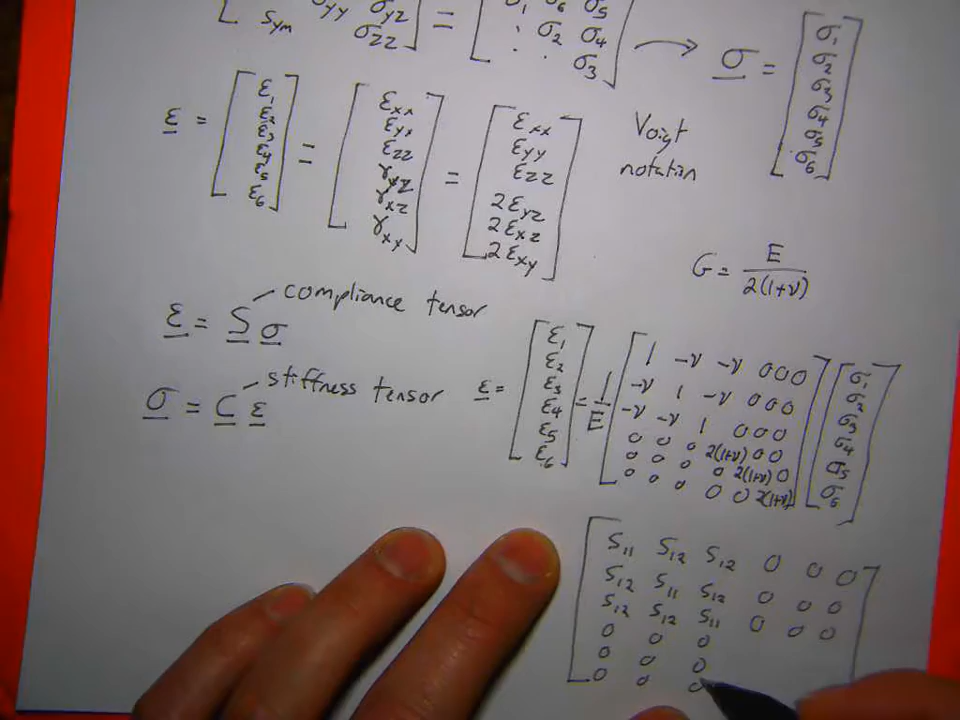 σyy σyz = σ1 σ6 σ5
sym σzz : σ2 σ4
: . σ3
σ = [σ1 σ2 σ3 σ4 σ5 σ6]
ε = [ε1 ε2 ε3 ε4 ε5 ε6] = [εxx εyx εzz γyz γxz γxy] = [εxx εyy εzz 2εyz 2εxz 2εxy]
Voigt
notation
G = E / 2(1+ν)
compliance tensor
ε = S σ
stiffness tensor
σ = C ε
ε = [ε1 ε2 ε3 ε4 ε5 ε6] = 1/E
1 -ν -ν 0 0 0
-ν 1 -ν 0 0 0
-ν -ν 1 0 0 0
0 0 0 2(1+ν) 0 0
0 0 0 0 2(1+ν) 0
0 0 0 0 0 2(1+ν)
[σ1 σ2 σ3 σ4 σ5 σ6]
S11 S12 S12 0 0 0
S12 S11 S12 0 0 0
S12 S12 S11 0 0 0
0 0 0
0 0 0
0 0 0